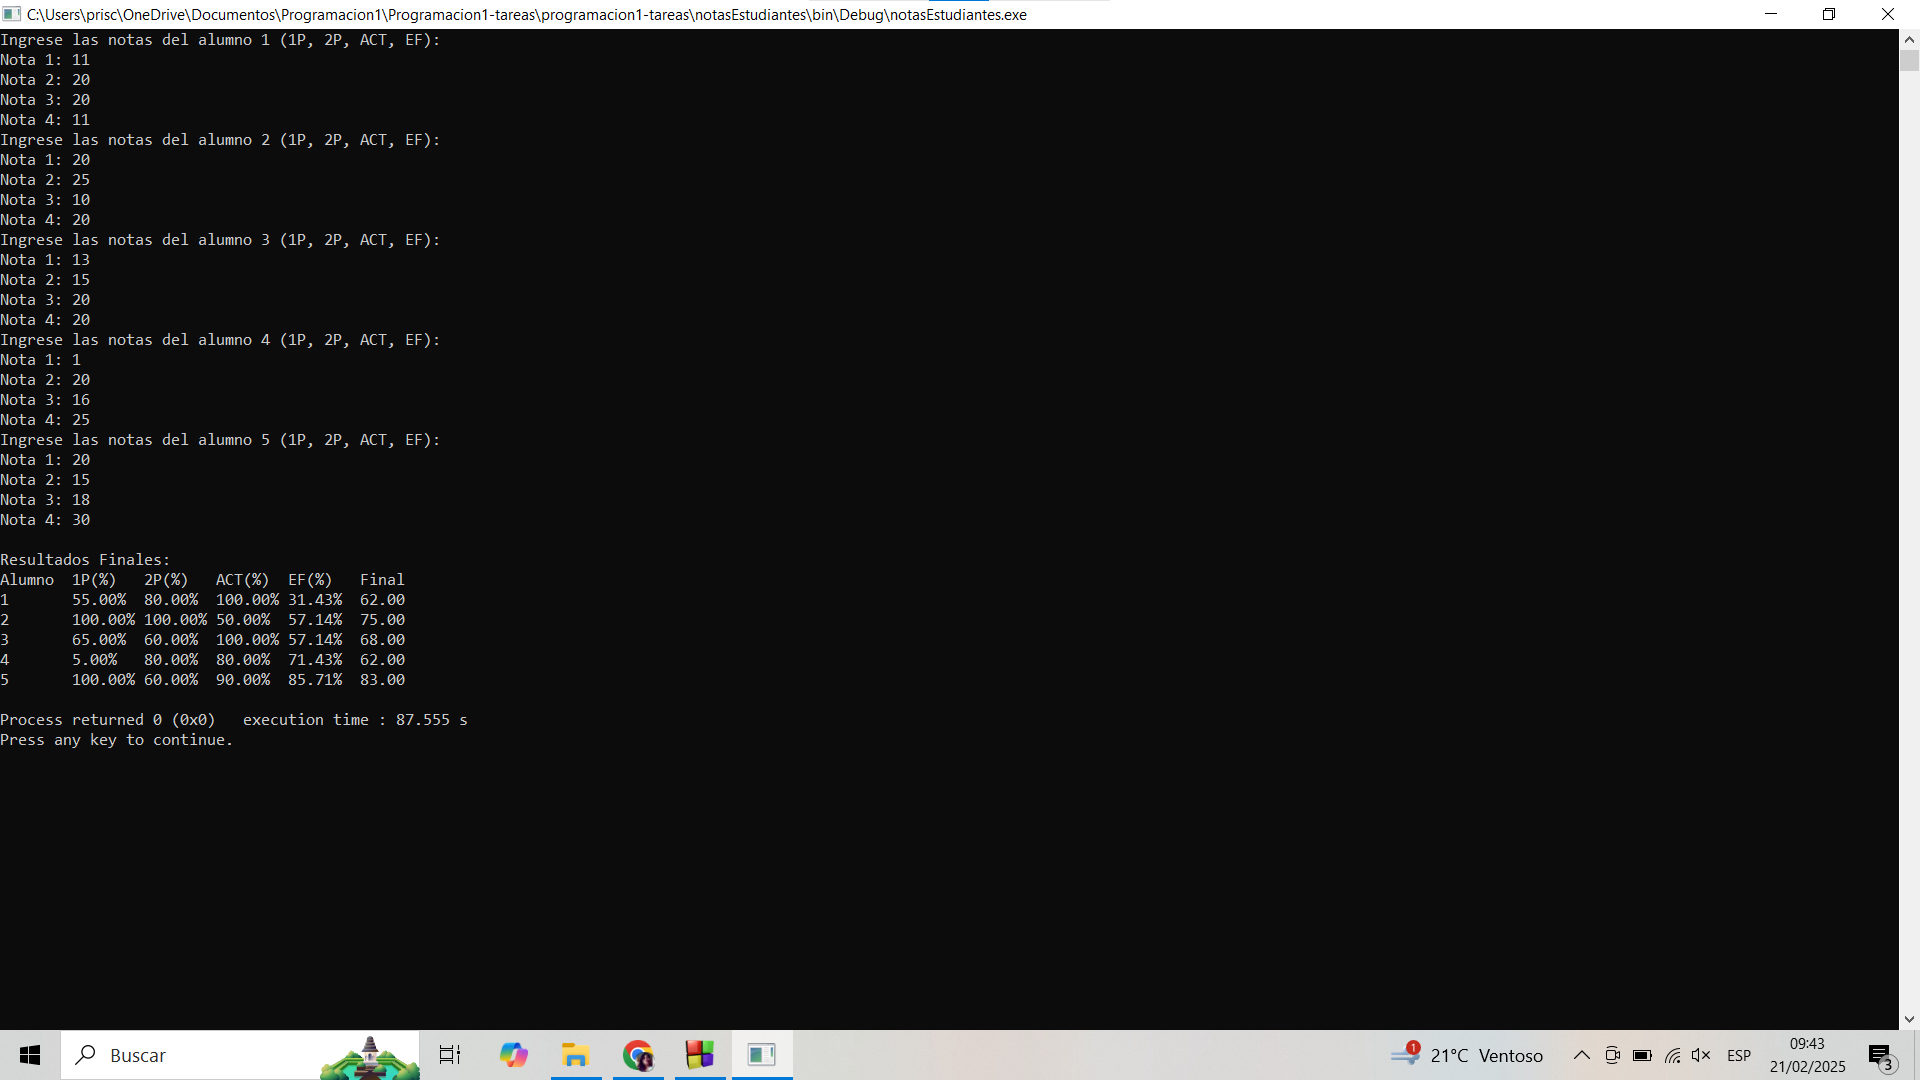 C:\Users\prisc\OneDrive\Documentos\Programacion1\Programacion1-tareas\programacion1-tareas\notasEstudiantes\bin\Debug\notasEstudiantes.exe
Ingrese las notas del alumno 1 (1P, 2P, ACT, EF):
Nota 1: 11
Nota 2: 20
Nota 3: 20
Nota 4: 11
Ingrese las notas del alumno 2 (1P, 2P, ACT, EF):
Nota 1: 20
Nota 2: 25
Nota 3: 10
Nota 4: 20
Ingrese las notas del alumno 3 (1P, 2P, ACT, EF):
Nota 1: 13
Nota 2: 15
Nota 3: 20
Nota 4: 20
Ingrese las notas del alumno 4 (1P, 2P, ACT, EF):
Nota 1: 1
Nota 2: 20
Nota 3: 16
Nota 4: 25
Ingrese las notas del alumno 5 (1P, 2P, ACT, EF):
Nota 1: 20
Nota 2: 15
Nota 3: 18
Nota 4: 30
Resultados Finales:
Alumno  1P(%)   2P(%)   ACT(%)  EF(%)   Final
1       55.00%  80.00%  100.00% 31.43%  62.00
2       100.00% 100.00% 50.00%  57.14%  75.00
3       65.00%  60.00%  100.00% 57.14%  68.00
4       5.00%   80.00%  80.00%  71.43%  62.00
5       100.00% 60.00%  90.00%  85.71%  83.00
Process returned 0 (0x0)   execution time : 87.555 s
Press any key to continue.
Buscar
1
21°C Ventoso
ESP
09:43
21/02/2025
3